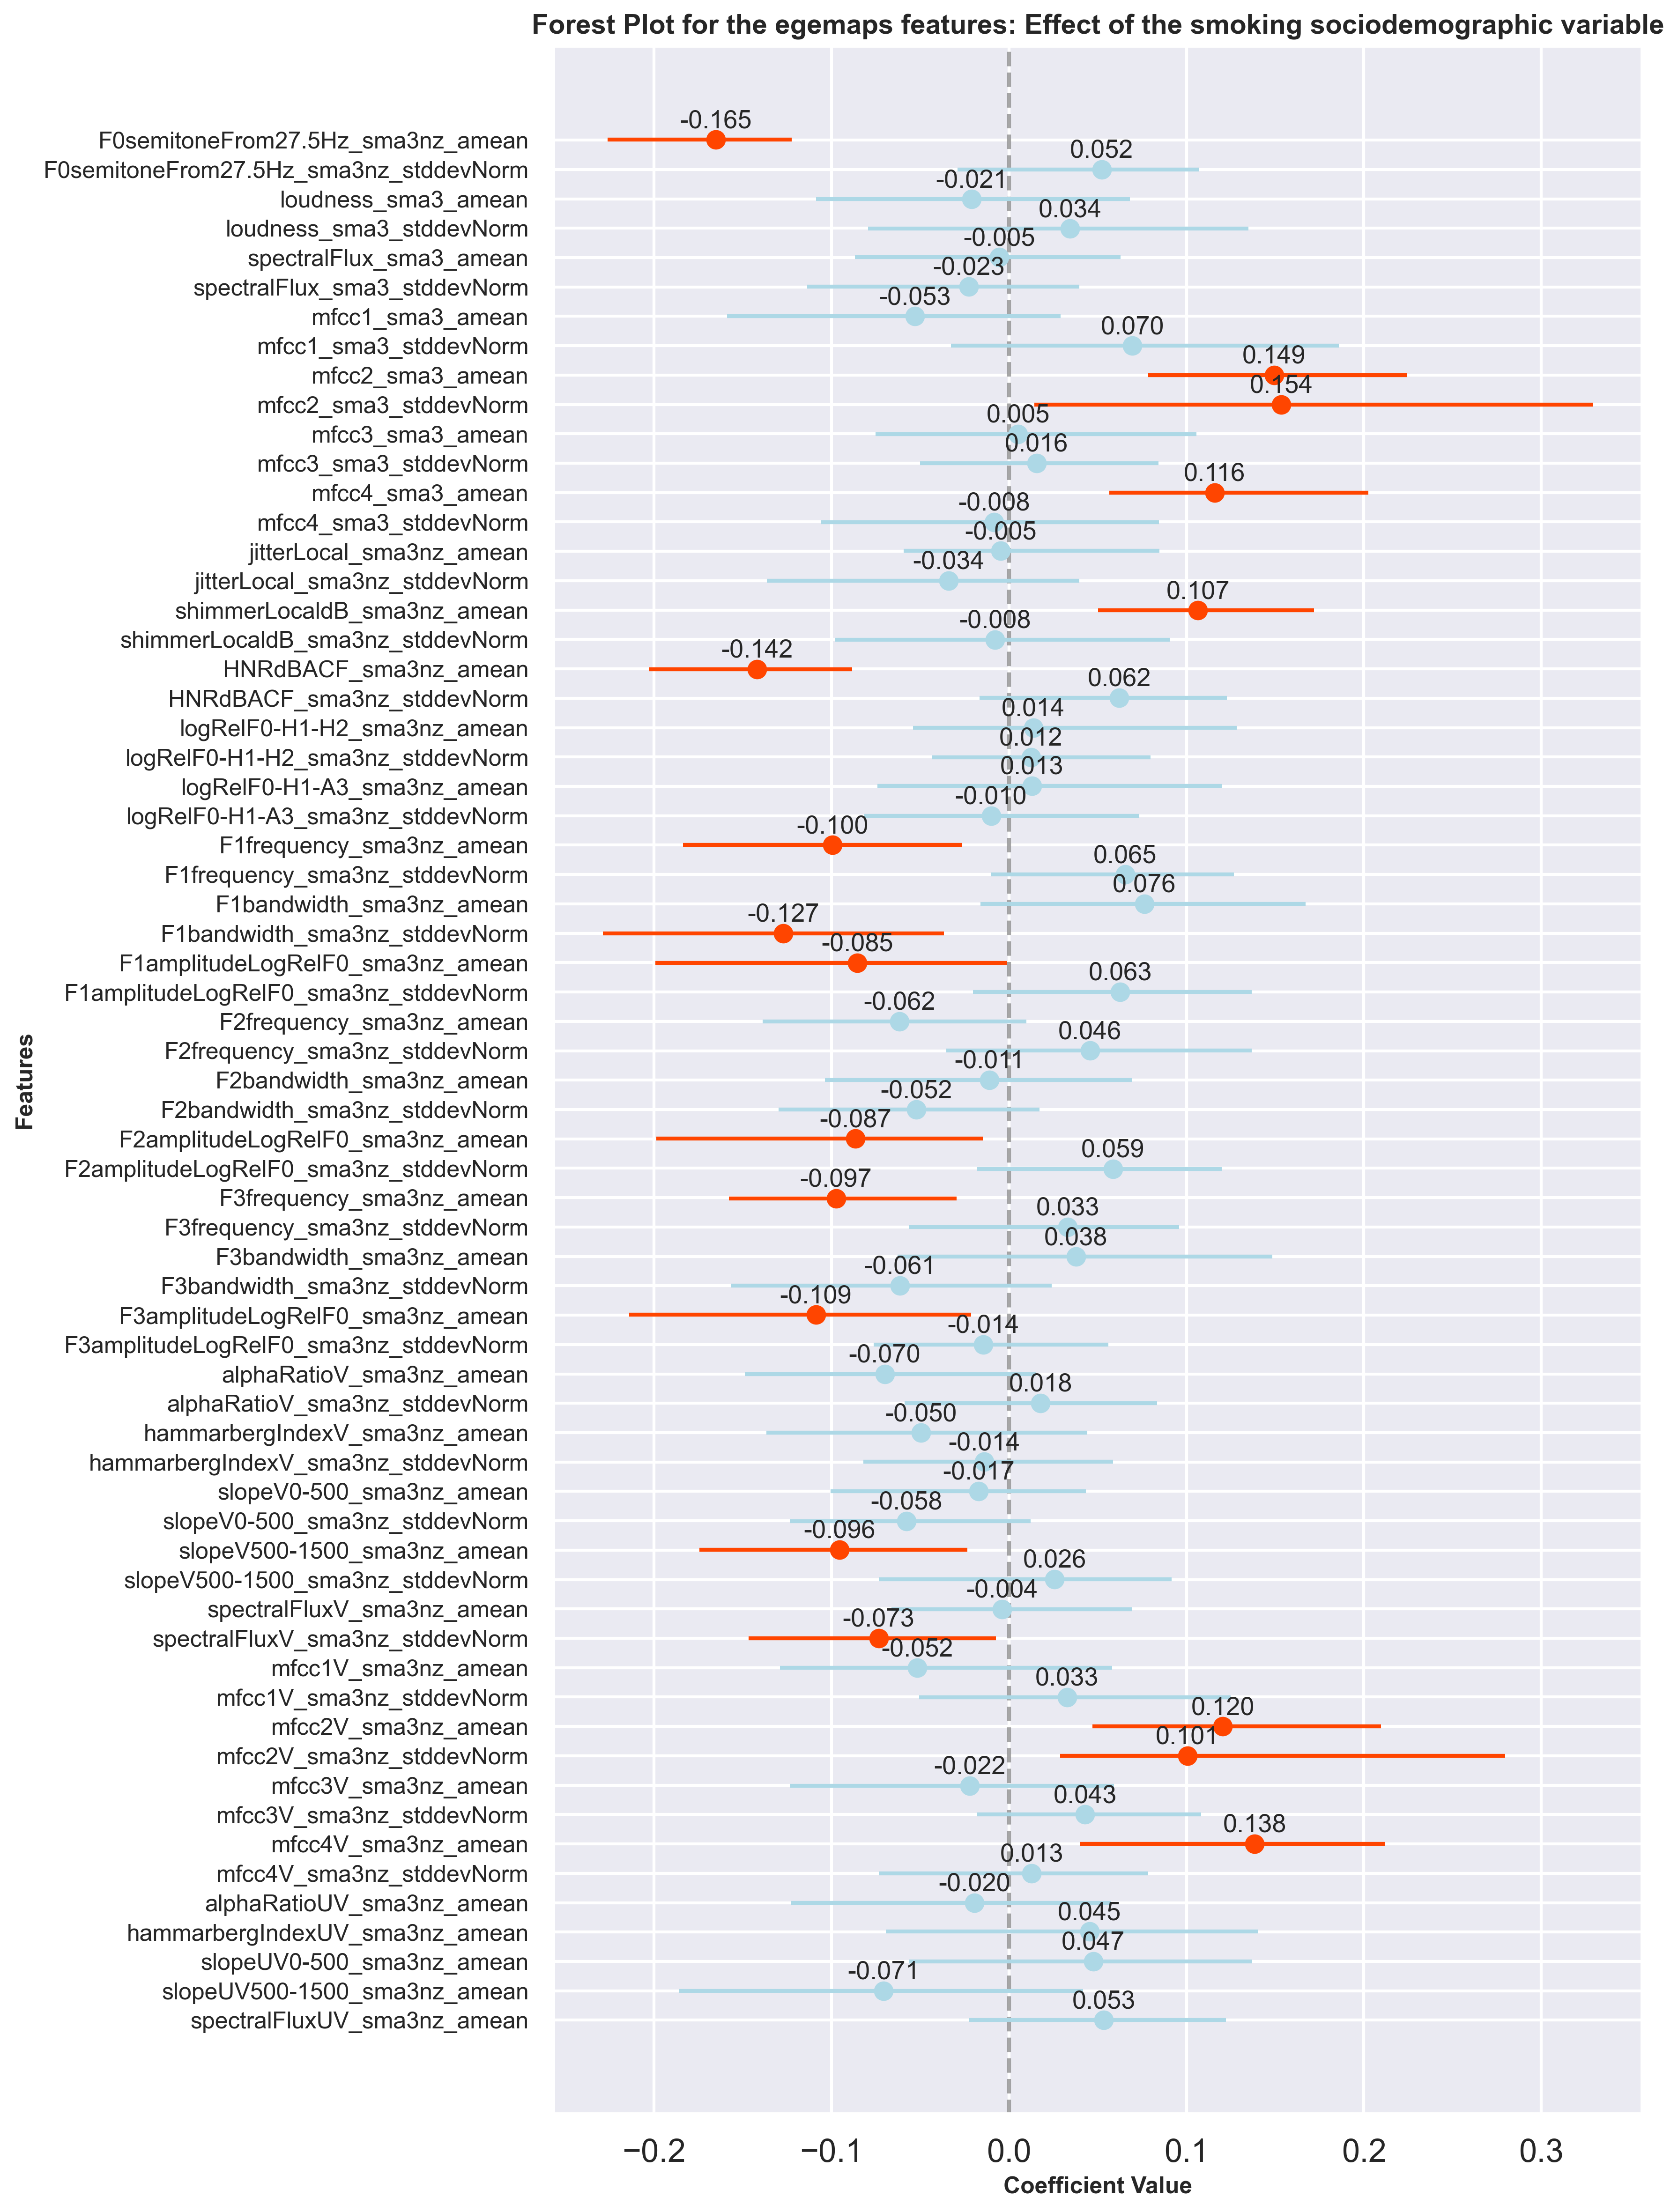 Forest Plot for the egemaps features: Effect of the smoking sociodemographic variable
F0semitoneFrom27.5Hz_sma3nz_amean -0.165
F0semitoneFrom27.5Hz_sma3nz_stddevNorm 0.052
loudness_sma3_amean -0.021
loudness_sma3_stddevNorm 0.034
spectralFlux_sma3_amean -0.005
spectralFlux_sma3_stddevNorm -0.023
mfcc1_sma3_amean -0.053
mfcc1_sma3_stddevNorm 0.070
mfcc2_sma3_amean 0.149
mfcc2_sma3_stddevNorm 0.154
mfcc3_sma3_amean 0.005
mfcc3_sma3_stddevNorm 0.016
mfcc4_sma3_amean 0.116
mfcc4_sma3_stddevNorm -0.008
jitterLocal_sma3nz_amean -0.005
jitterLocal_sma3nz_stddevNorm -0.034
shimmerLocaldB_sma3nz_amean 0.107
shimmerLocaldB_sma3nz_stddevNorm -0.008
HNRdBACF_sma3nz_amean -0.142
HNRdBACF_sma3nz_stddevNorm 0.062
logRelF0-H1-H2_sma3nz_amean 0.014
logRelF0-H1-H2_sma3nz_stddevNorm 0.012
logRelF0-H1-A3_sma3nz_amean 0.013
logRelF0-H1-A3_sma3nz_stddevNorm -0.010
F1frequency_sma3nz_amean -0.100
F1frequency_sma3nz_stddevNorm 0.065
F1bandwidth_sma3nz_amean 0.076
F1bandwidth_sma3nz_stddevNorm -0.127
F1amplitudeLogRelF0_sma3nz_amean -0.085
F1amplitudeLogRelF0_sma3nz_stddevNorm 0.063
F2frequency_sma3nz_amean -0.062
F2frequency_sma3nz_stddevNorm 0.046
F2bandwidth_sma3nz_amean -0.011
F2bandwidth_sma3nz_stddevNorm -0.052
F2amplitudeLogRelF0_sma3nz_amean -0.087
F2amplitudeLogRelF0_sma3nz_stddevNorm 0.059
F3frequency_sma3nz_amean -0.097
F3frequency_sma3nz_stddevNorm 0.033
F3bandwidth_sma3nz_amean 0.038
F3bandwidth_sma3nz_stddevNorm -0.061
F3amplitudeLogRelF0_sma3nz_amean -0.109
F3amplitudeLogRelF0_sma3nz_stddevNorm -0.014
alphaRatioV_sma3nz_amean -0.070
alphaRatioV_sma3nz_stddevNorm 0.018
hammarbergIndexV_sma3nz_amean -0.050
hammarbergIndexV_sma3nz_stddevNorm -0.014
slopeV0-500_sma3nz_amean -0.017
slopeV0-500_sma3nz_stddevNorm -0.058
slopeV500-1500_sma3nz_amean -0.096
slopeV500-1500_sma3nz_stddevNorm 0.026
spectralFluxV_sma3nz_amean -0.004
spectralFluxV_sma3nz_stddevNorm -0.073
mfcc1V_sma3nz_amean -0.052
mfcc1V_sma3nz_stddevNorm 0.033
mfcc2V_sma3nz_amean 0.120
mfcc2V_sma3nz_stddevNorm 0.101
mfcc3V_sma3nz_amean -0.022
mfcc3V_sma3nz_stddevNorm 0.043
mfcc4V_sma3nz_amean 0.138
mfcc4V_sma3nz_stddevNorm 0.013
alphaRatioUV_sma3nz_amean -0.020
hammarbergIndexUV_sma3nz_amean 0.045
slopeUV0-500_sma3nz_amean 0.047
slopeUV500-1500_sma3nz_amean -0.071
spectralFluxUV_sma3nz_amean 0.053
Features
−0.2 −0.1 0.0 0.1 0.2 0.3
Coefficient Value